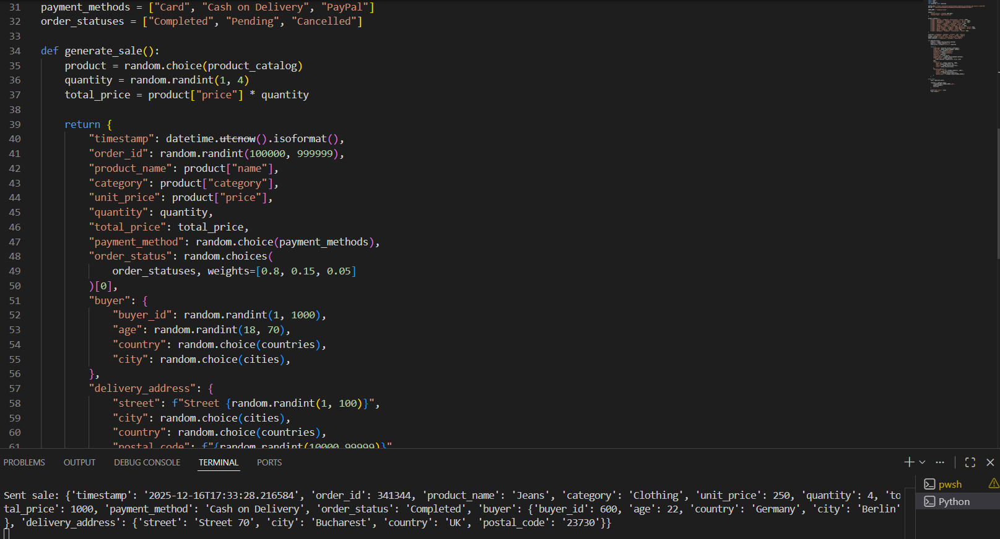 31 payment_methods = ["Card", "Cash on Delivery", "PayPal"]
32 order_statuses = ["Completed", "Pending", "Cancelled"]
33
34 def generate_sale():
35     product = random.choice(product_catalog)
36     quantity = random.randint(1, 4)
37     total_price = product["price"] * quantity
38
39     return {
40         "timestamp": datetime.utcnow().isoformat(),
41         "order_id": random.randint(100000, 999999),
42         "product_name": product["name"],
43         "category": product["category"],
44         "unit_price": product["price"],
45         "quantity": quantity,
46         "total_price": total_price,
47         "payment_method": random.choice(payment_methods),
48         "order_status": random.choices(
49             order_statuses, weights=[0.8, 0.15, 0.05]
50         )[0],
51         "buyer": {
52             "buyer_id": random.randint(1, 1000),
53             "age": random.randint(18, 70),
54             "country": random.choice(countries),
55             "city": random.choice(cities),
56         },
57         "delivery_address": {
58             "street": f"Street {random.randint(1, 100)}",
59             "city": random.choice(cities),
60             "country": random.choice(countries),
61             "postal_code": f"{random.randint(10000,99999)}"
PROBLEMS OUTPUT DEBUG CONSOLE TERMINAL PORTS
pwsh
Python
Sent sale: {'timestamp': '2025-12-16T17:33:28.216584', 'order_id': 341344, 'product_name': 'Jeans', 'category': 'Clothing', 'unit_price': 250, 'quantity': 4, 'to
tal_price': 1000, 'payment_method': 'Cash on Delivery', 'order_status': 'Completed', 'buyer': {'buyer_id': 600, 'age': 22, 'country': 'Germany', 'city': 'Berlin'
}, 'delivery_address': {'street': 'Street 70', 'city': 'Bucharest', 'country': 'UK', 'postal_code': '23730'}}